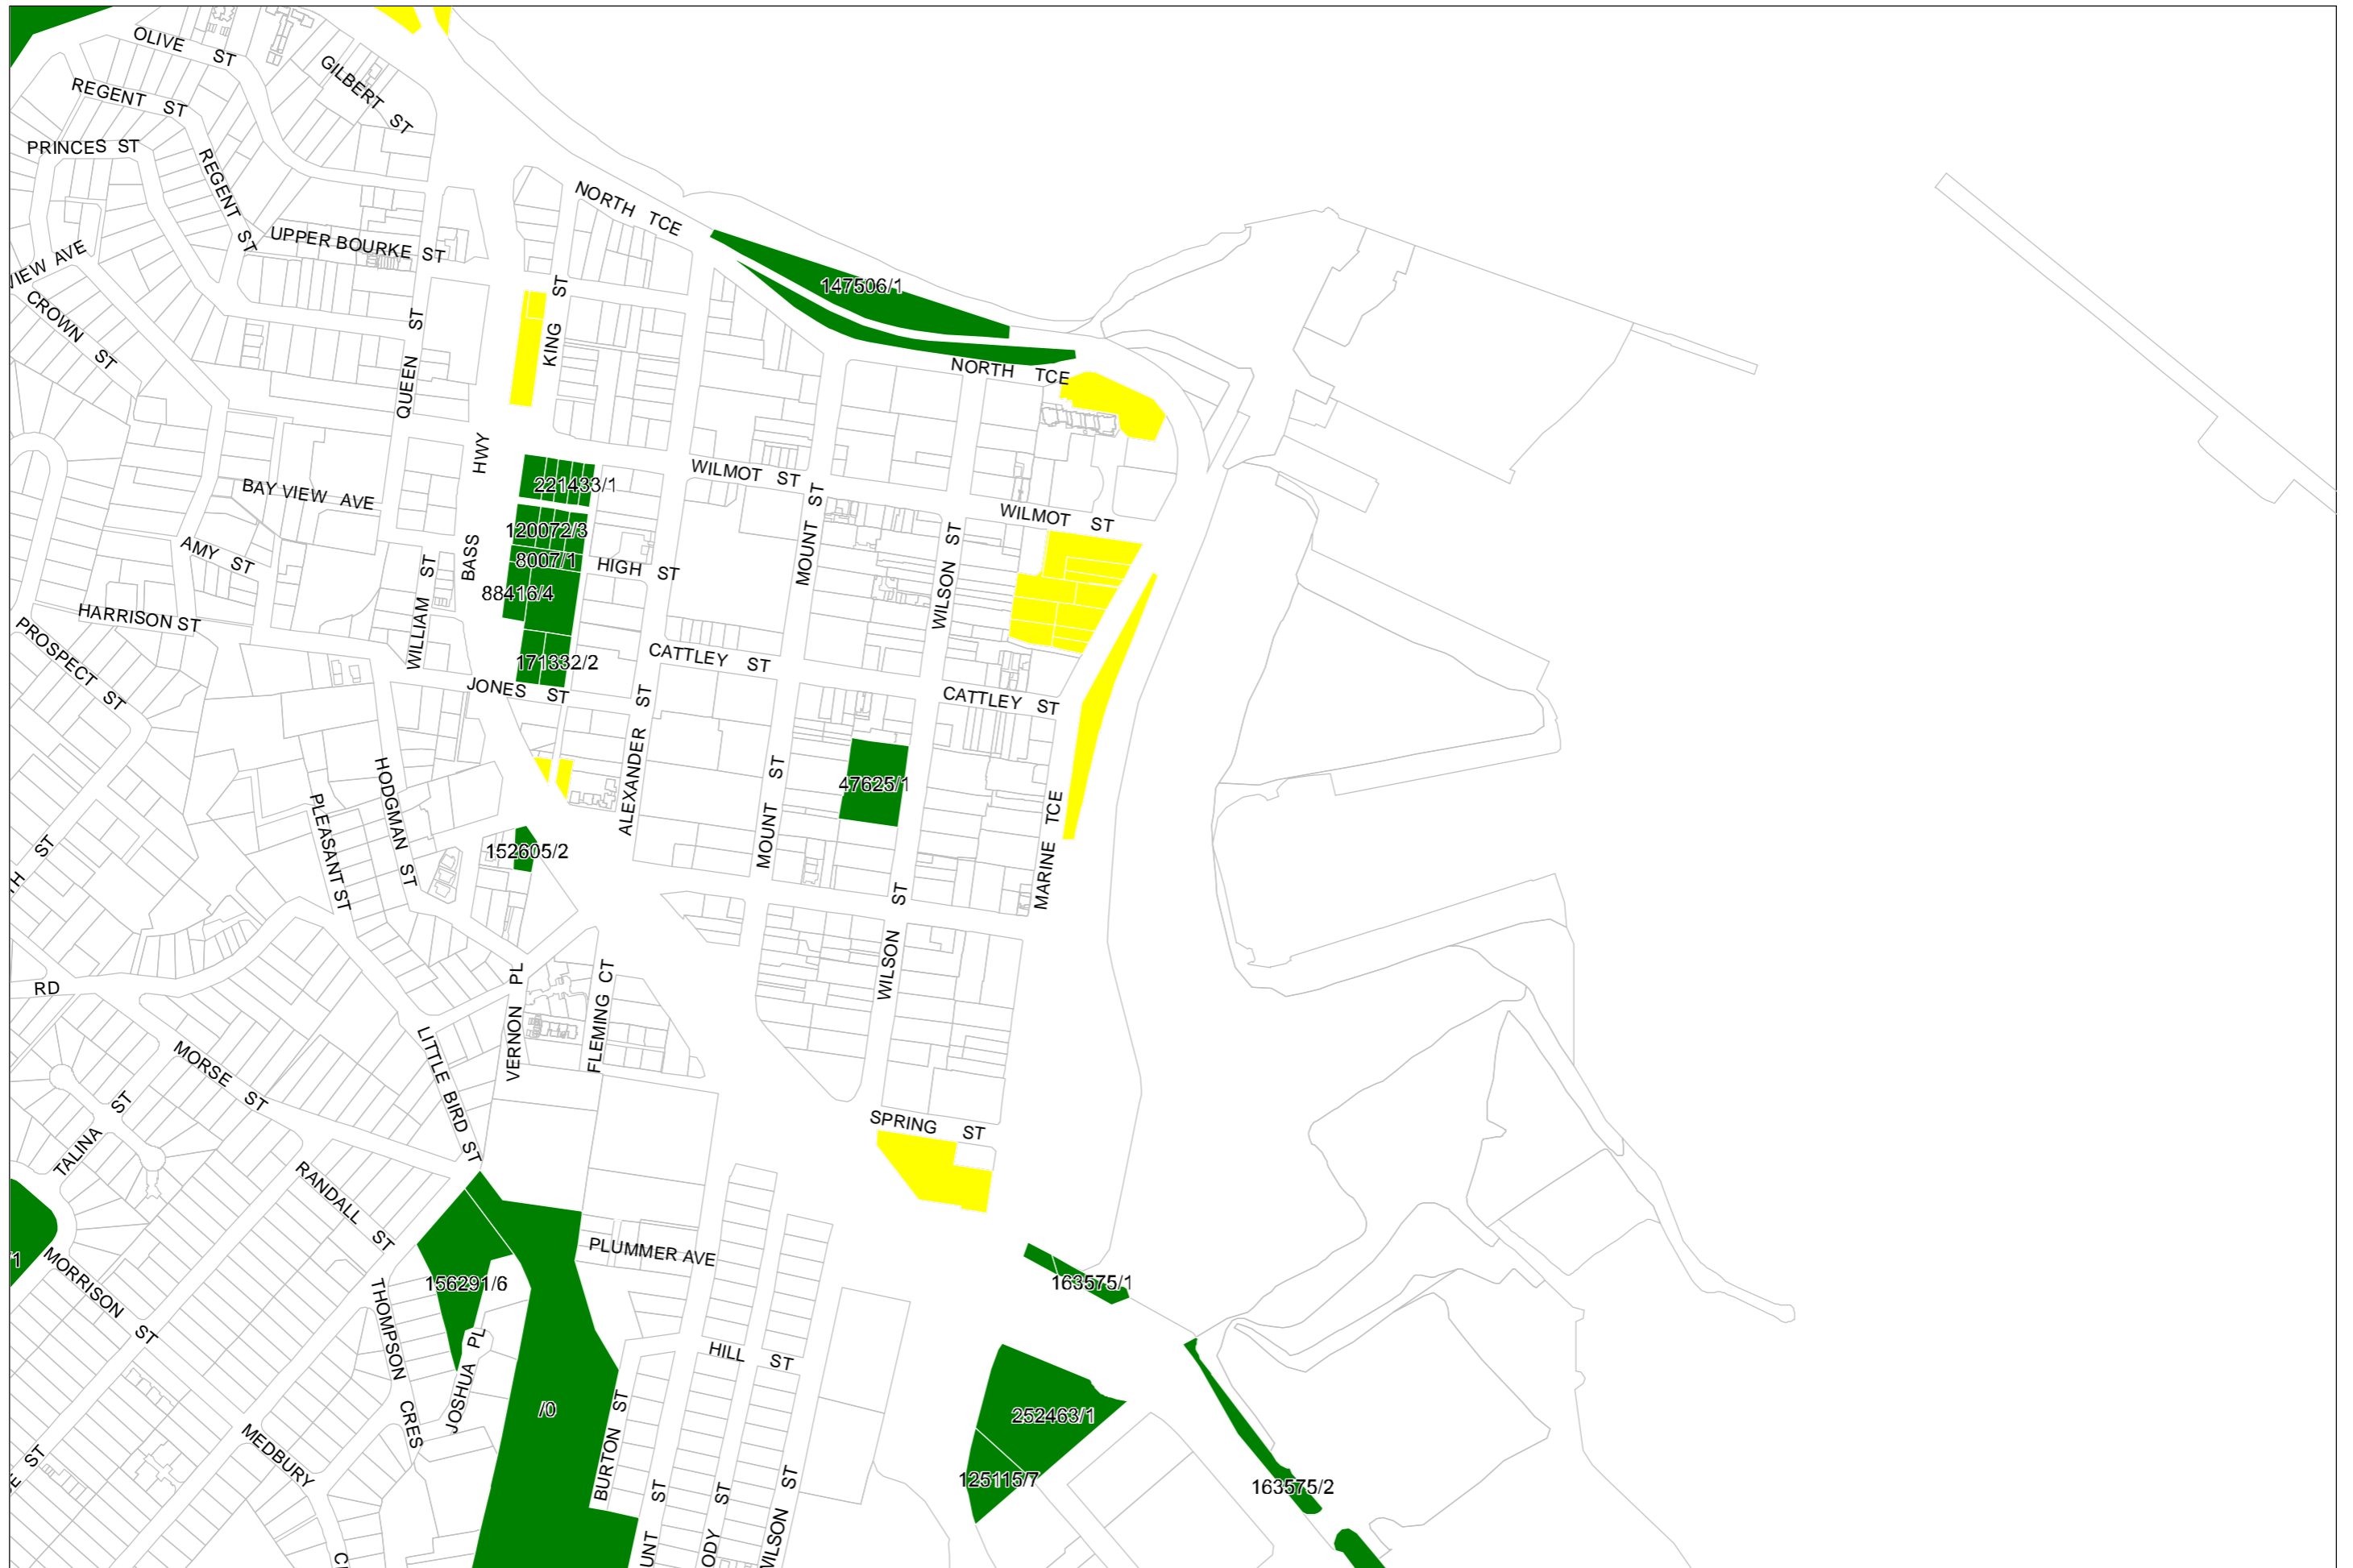 OLIVE ST
GILBERT ST
REGENT ST
PRINCES ST
REGENT ST
NORTH TCE
UPPER BOURKE ST
VIEW AVE
147506/1
CROWN ST
KING ST
QUEEN ST
NORTH TCE
HWY
WILMOT ST
221433/1
BAY VIEW AVE
WILMOT ST
120072/3
MOUNT ST
WILSON ST
BASS
8007/1
HIGH ST
AMY ST
88416/4
WILLIAM ST
HARRISON ST
PROSPECT ST
CATTLEY ST
171332/2
JONES ST
CATTLEY ST
ALEXANDER ST
HODGMAN ST
47625/1
MOUNT ST
PLEASANT ST
ST
152605/2
MARINE TCE
WILSON ST
RD
VERNON PL
FLEMING CT
LITTLE BIRD ST
MORSE ST
TALINA ST
SPRING ST
RANDALL ST
PLUMMER AVE
MORRISON ST
156291/6
163575/1
THOMPSON CRES
JOSHUA PL
HILL ST
/0
BURTON ST
252463/1
MEDBURY
125115/7
163575/2
ST
UNT ST
ODY ST
WILSON ST